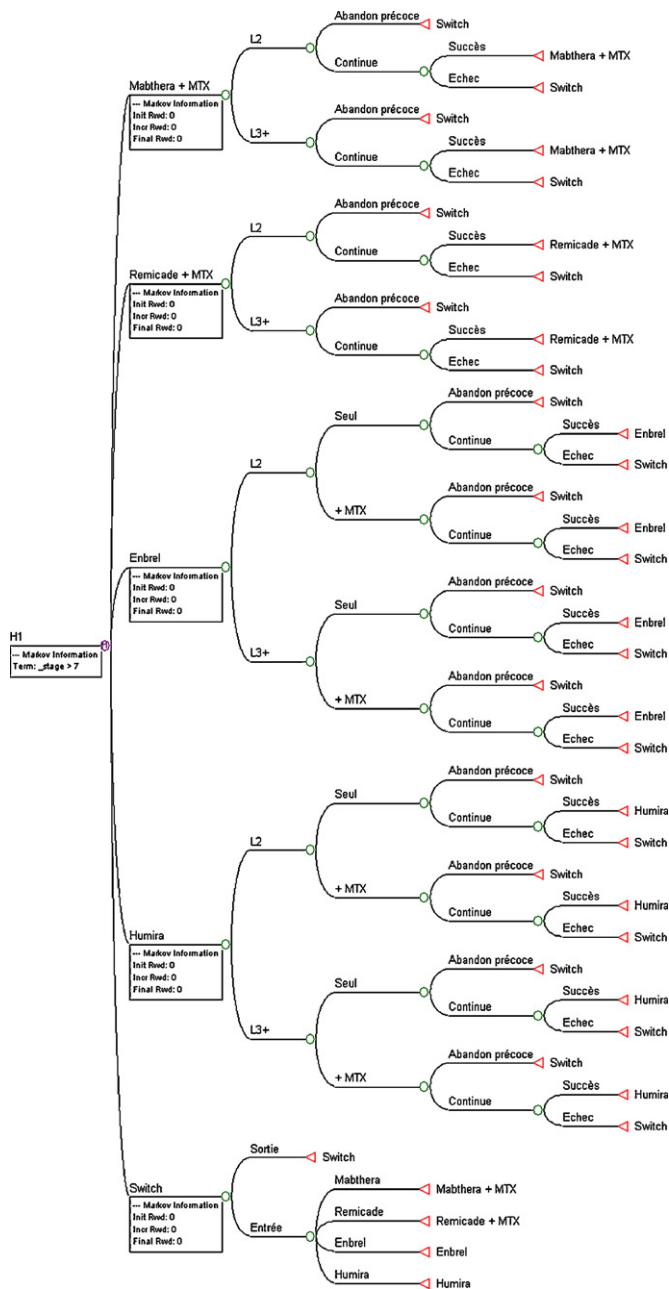 Abandon précoce
Switch
L2
Succès
Continue
Mabthera + MTX
Echec
Switch
Mabthera + MTX
--- Markov Information
Init Rwd: 0
Incr Rwd: 0
Final Rwd: 0
Abandon précoce
Switch
L3+
Succès
Continue
Mabthera + MTX
Echec
Switch
Abandon précoce
Switch
L2
Succès
Continue
Remicade + MTX
Echec
Switch
Remicade + MTX
--- Markov Information
Init Rwd: 0
Incr Rwd: 0
Final Rwd: 0
Abandon précoce
Switch
L3+
Succès
Continue
Remicade + MTX
Echec
Switch
Abandon précoce
Switch
Seul
Succès
Continue
Enbrel
Echec
Switch
L2
Abandon précoce
Switch
+ MTX
Succès
Continue
Enbrel
Echec
Switch
Enbrel
--- Markov Information
Init Rwd: 0
Incr Rwd: 0
Final Rwd: 0
Abandon précoce
Switch
Seul
Succès
Continue
Enbrel
Echec
Switch
L3+
Abandon précoce
Switch
+ MTX
Succès
Continue
Enbrel
Echec
Switch
H1
--- Markov Information
Term: _stage > 7
Abandon précoce
Switch
Seul
Succès
Continue
Humira
Echec
Switch
L2
Abandon précoce
Switch
+ MTX
Succès
Continue
Humira
Echec
Switch
Humira
--- Markov Information
Init Rwd: 0
Incr Rwd: 0
Final Rwd: 0
Abandon précoce
Switch
Seul
Succès
Continue
Humira
Echec
Switch
L3+
Abandon précoce
Switch
+ MTX
Succès
Continue
Humira
Echec
Switch
Sortie
Switch
Switch
--- Markov Information
Init Rwd: 0
Incr Rwd: 0
Final Rwd: 0
Mabthera
Mabthera + MTX
Remicade
Remicade + MTX
Entrée
Enbrel
Enbrel
Humira
Humira